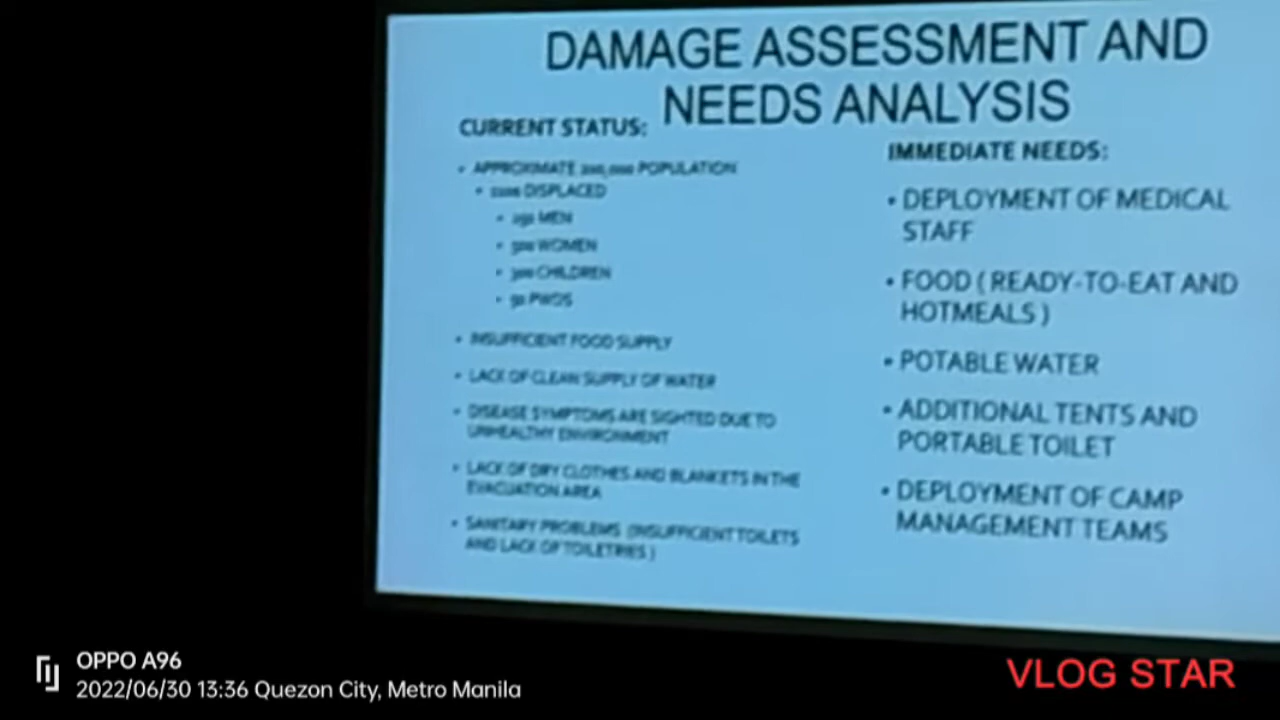 DAMAGE ASSESSMENT AND
NEEDS ANALYSIS
CURRENT STATUS:
• APPROXIMATE POPULATION
• DISPLACED
• MEN
• WOMEN
• CHILDREN
• PWDS
• INSUFFICIENT FOOD SUPPLY
• LACK OF CLEAN SUPPLY OF WATER
• DISEASE SYMPTOMS ARE SIGHTED DUE TO
UNHEALTHY ENVIRONMENT
• LACK OF DRY CLOTHES AND BLANKETS IN THE
EVACUATION AREA
• SANITARY PROBLEMS (INSUFFICIENT TOILETS
AND LACK OF TOILETRIES )
IMMEDIATE NEEDS:
• DEPLOYMENT OF MEDICAL
STAFF
• FOOD ( READY-TO-EAT AND
HOTMEALS )
• POTABLE WATER
• ADDITIONAL TENTS AND
PORTABLE TOILET
• DEPLOYMENT OF CAMP
MANAGEMENT TEAMS
OPPO A96
2022/06/30 13:36 Quezon City, Metro Manila
VLOG STAR